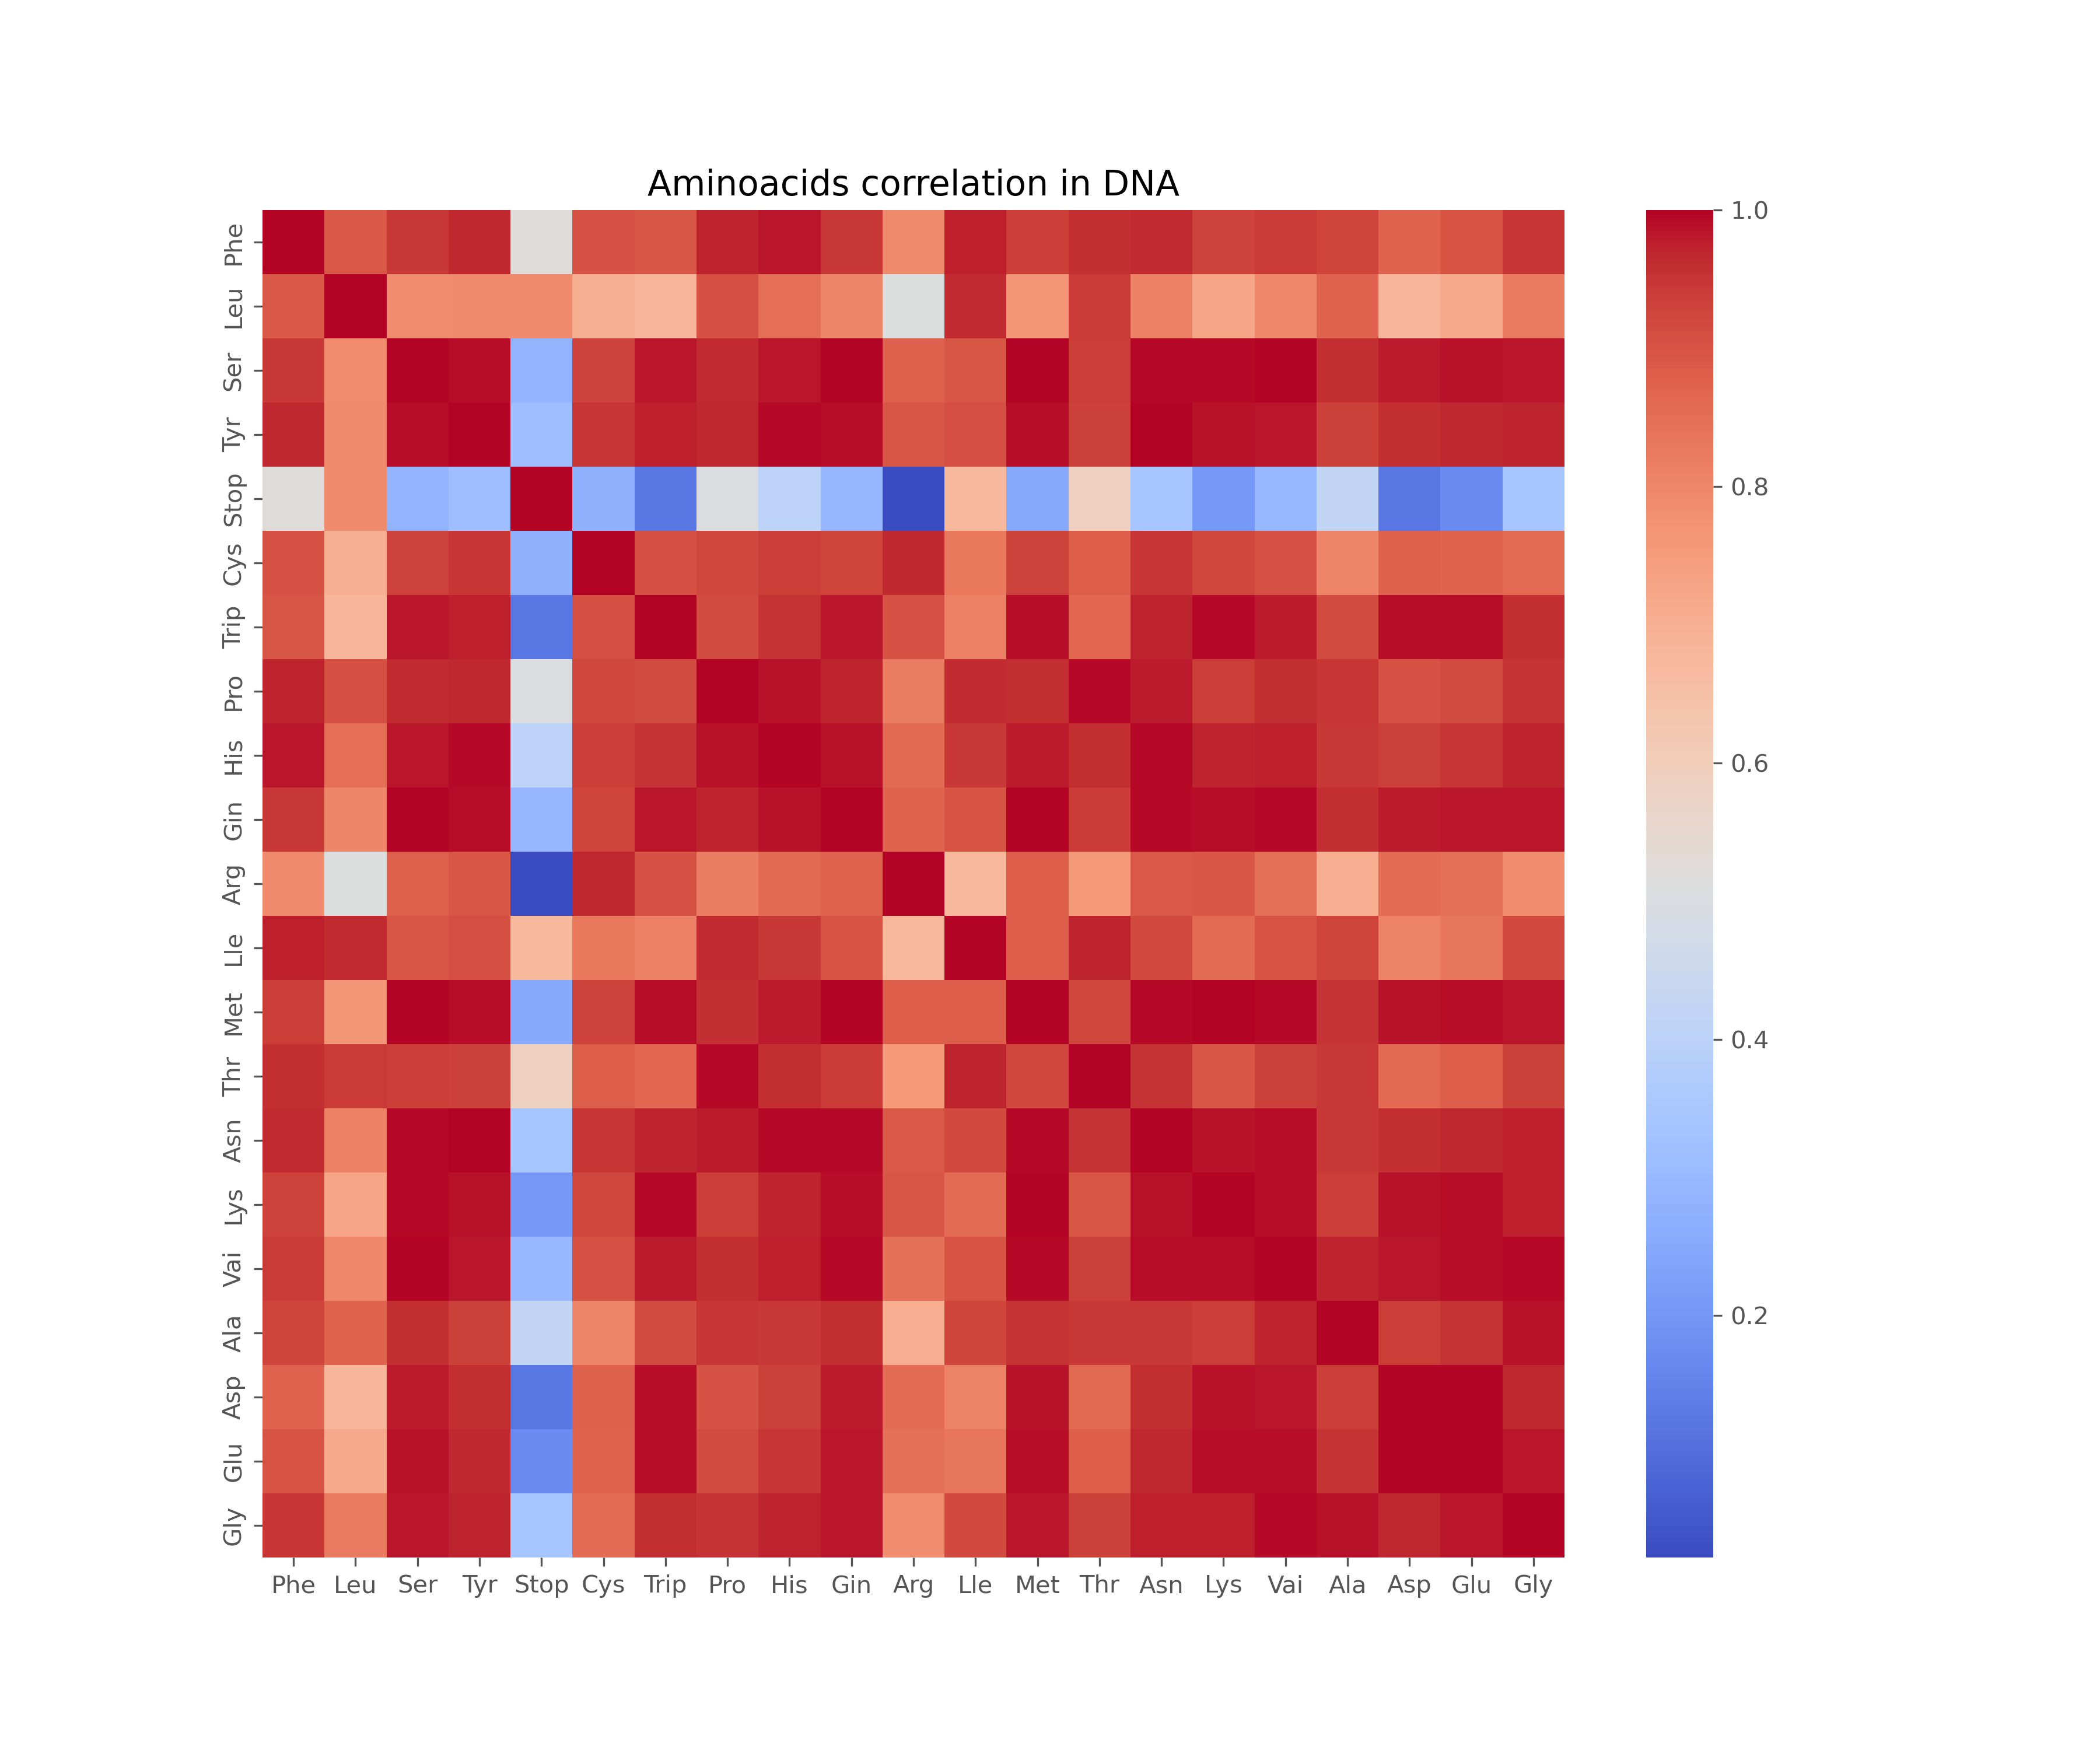 Aminoacids correlation in DNA
Phe
Leu
Ser
Tyr
Stop
Cys
Trip
Pro
His
Gin
Arg
Lle
Met
Thr
Asn
Lys
Vai
Ala
Asp
Glu
Gly
Phe Leu Ser Tyr Stop Cys Trip Pro His Gin Arg Lle Met Thr Asn Lys Vai Ala Asp Glu Gly
1.0
0.8
0.6
0.4
0.2